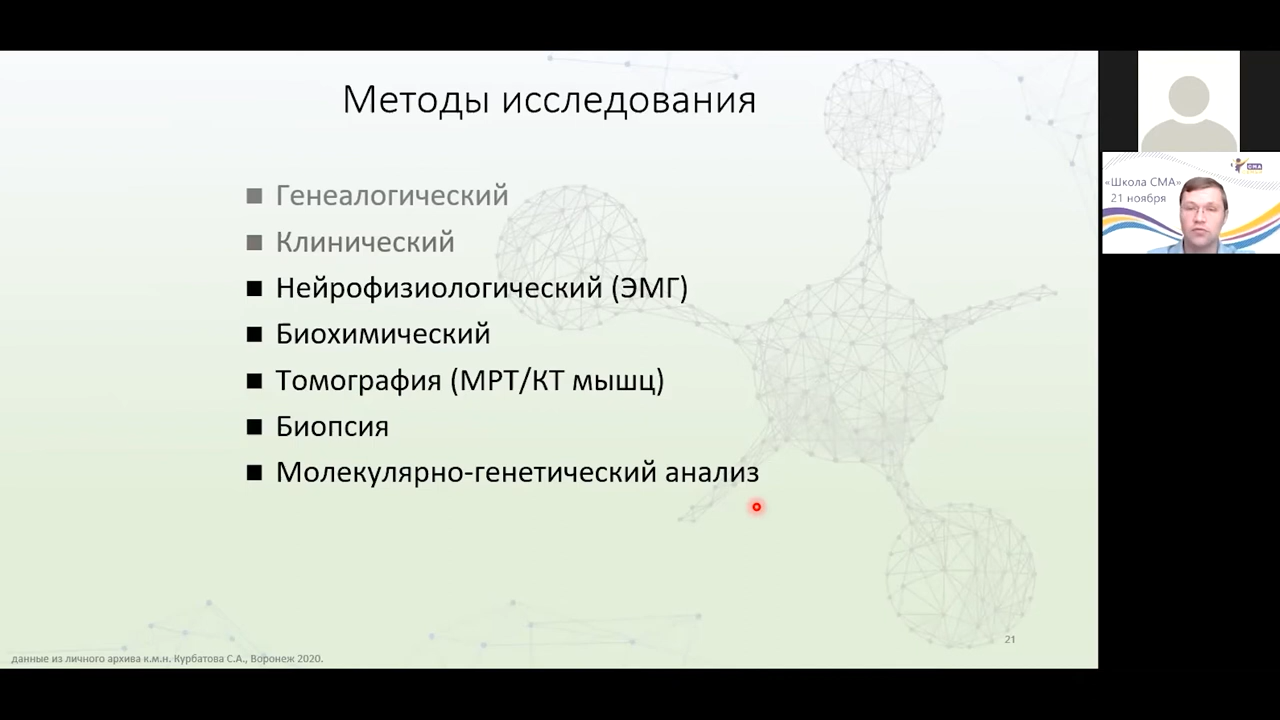 Методы исследования
Генеалогический
Клинический
Нейрофизиологический (ЭМГ)
Биохимический
Томография (МРТ/КТ мышц)
Биопсия
Молекулярно-генетический анализ
21
данные из личного архива к.м.н. Курбатова С.А., Воронеж 2020.
СМА
«Школа СМА»
21 ноября